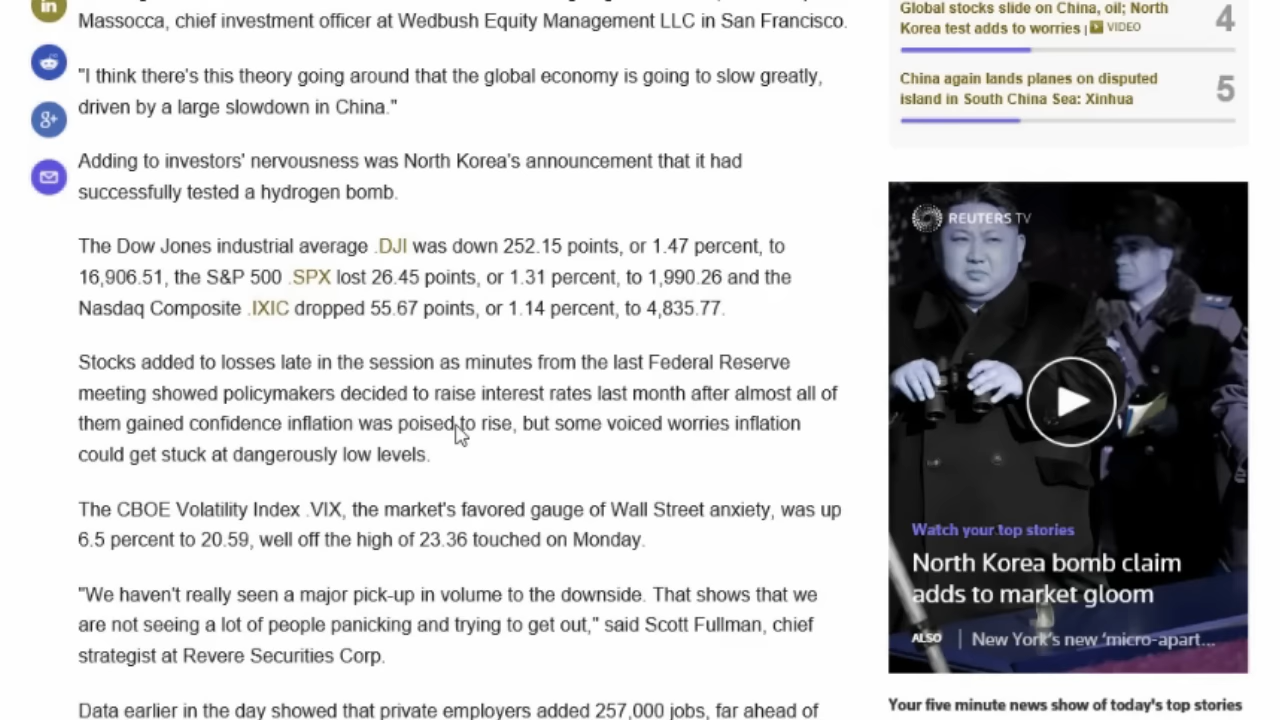 Massocca, chief investment officer at Wedbush Equity Management LLC in San Francisco.
"I think there's this theory going around that the global economy is going to slow greatly,
driven by a large slowdown in China."
Adding to investors' nervousness was North Korea's announcement that it had
successfully tested a hydrogen bomb.
The Dow Jones industrial average .DJI was down 252.15 points, or 1.47 percent, to
16,906.51, the S&P 500 .SPX lost 26.45 points, or 1.31 percent, to 1,990.26 and the
Nasdaq Composite .IXIC dropped 55.67 points, or 1.14 percent, to 4,835.77.
Stocks added to losses late in the session as minutes from the last Federal Reserve
meeting showed policymakers decided to raise interest rates last month after almost all of
them gained confidence inflation was poised to rise, but some voiced worries inflation
could get stuck at dangerously low levels.
The CBOE Volatility Index .VIX, the market's favored gauge of Wall Street anxiety, was up
6.5 percent to 20.59, well off the high of 23.36 touched on Monday.
"We haven't really seen a major pick-up in volume to the downside. That shows that we
are not seeing a lot of people panicking and trying to get out," said Scott Fullman, chief
strategist at Revere Securities Corp.
Data earlier in the day showed that private employers added 257,000 jobs, far ahead of
in
g+
Global stocks slide on China, oil; North
Korea test adds to worries | VIDEO
4
China again lands planes on disputed
island in South China Sea: Xinhua
5
REUTERS TV
Watch your top stories
North Korea bomb claim
adds to market gloom
ALSO | New York's new 'micro-apart...
Your five minute news show of today's top stories